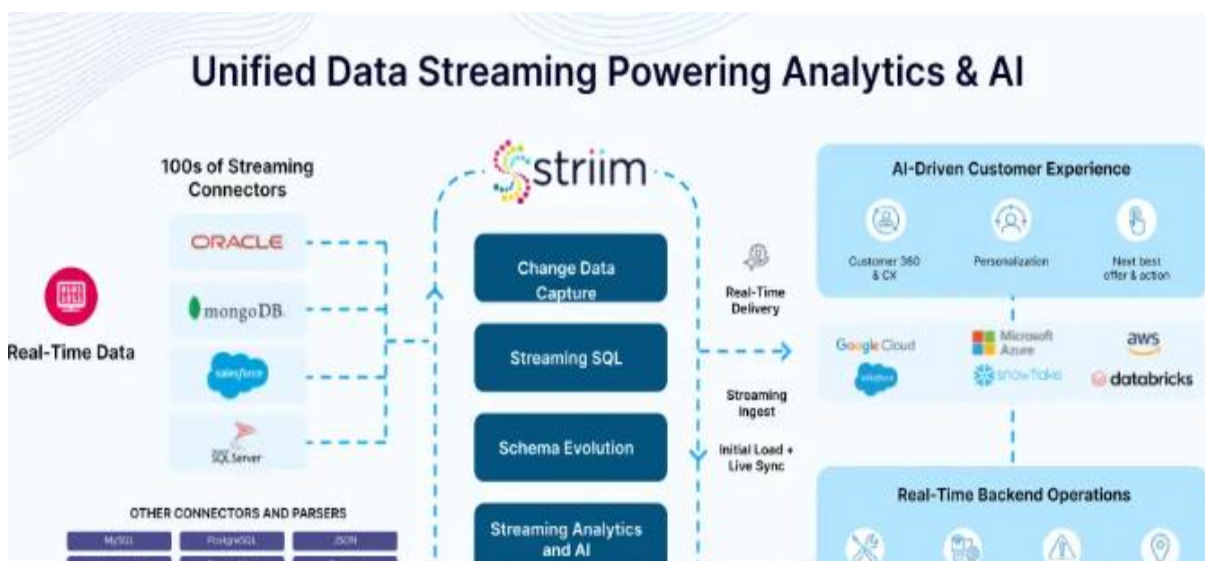 Unified Data Streaming Powering Analytics & AI
100s of Streaming
Connectors
ORACLE
mongoDB
salesforce
SQL Server
Real-Time Data
OTHER CONNECTORS AND PARSERS
MySQL
PostgreSQL
JSON
striim
Change Data
Capture
Streaming SQL
Schema Evolution
Streaming Analytics
and AI
Real-Time
Delivery
Streaming
Ingest
Initial Load +
Live Sync
AI-Driven Customer Experience
Customer 360
& CX
Personalization
Next best
offer & action
Google Cloud
Microsoft
Azure
aws
salesforce
snowflake
databricks
Real-Time Backend Operations